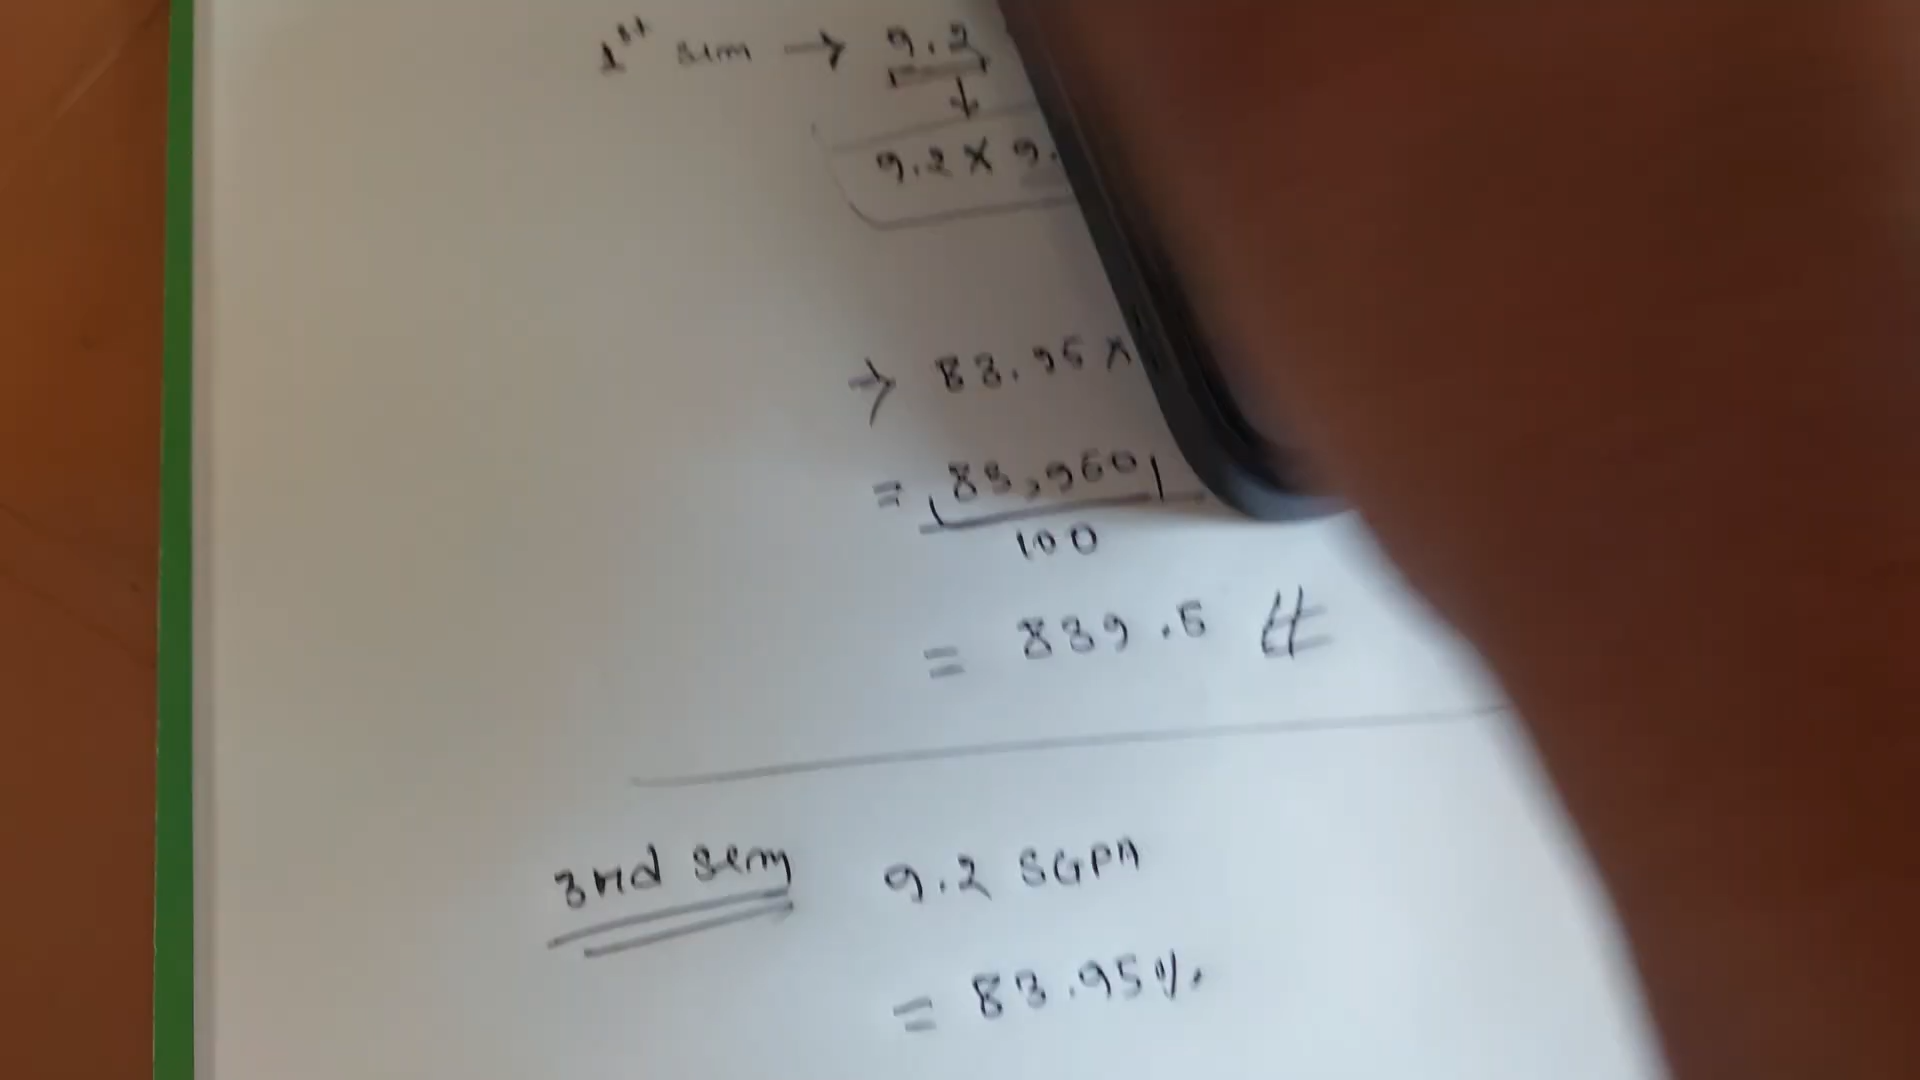 1st sem → 9.2
↓
9.2 × 9.
→ 83.95 ×
= 83,950
100
= 839.5 #
3rd sem 9.2 SGPA
= 83.95%